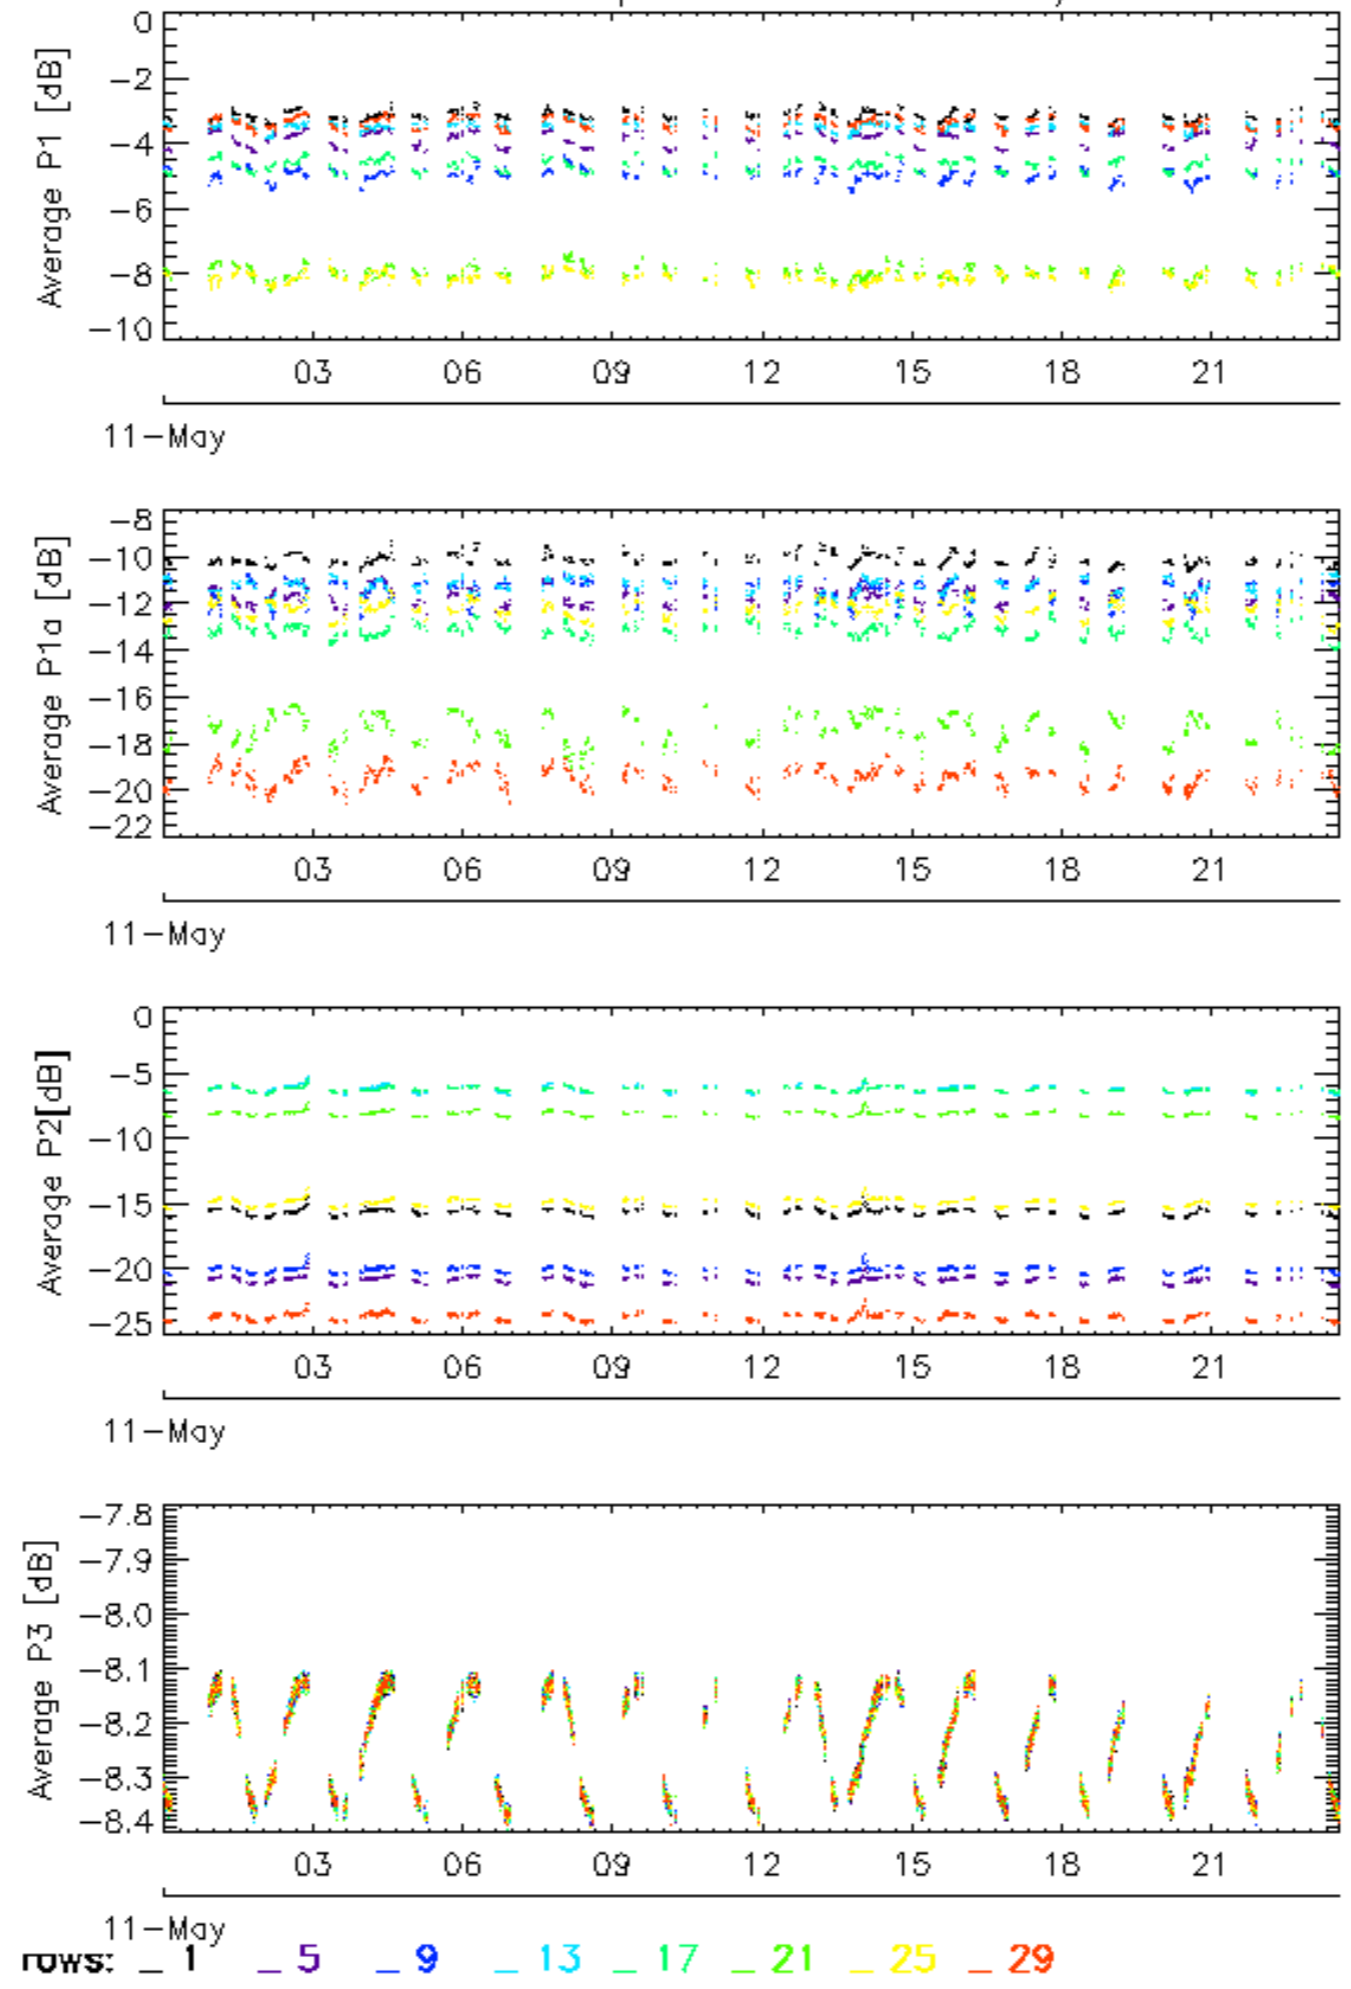 Average P1 [dB]
0
−2
−4
−6
−8
−10
03 06 09 12 15 18 21
11−May
Average P1a [dB]
−8
−10
−12
−14
−16
−18
−20
−22
03 06 09 12 15 18 21
11−May
Average P2[dB]
0
−5
−10
−15
−20
−25
03 06 09 12 15 18 21
11−May
Average P3 [dB]
−7.8
−7.9
−8.0
−8.1
−8.2
−8.3
−8.4
03 06 09 12 15 18 21
11−May
rows: _ 1 _ 5 _ 9 _ 13 _ 17 _ 21 _ 25 _ 29